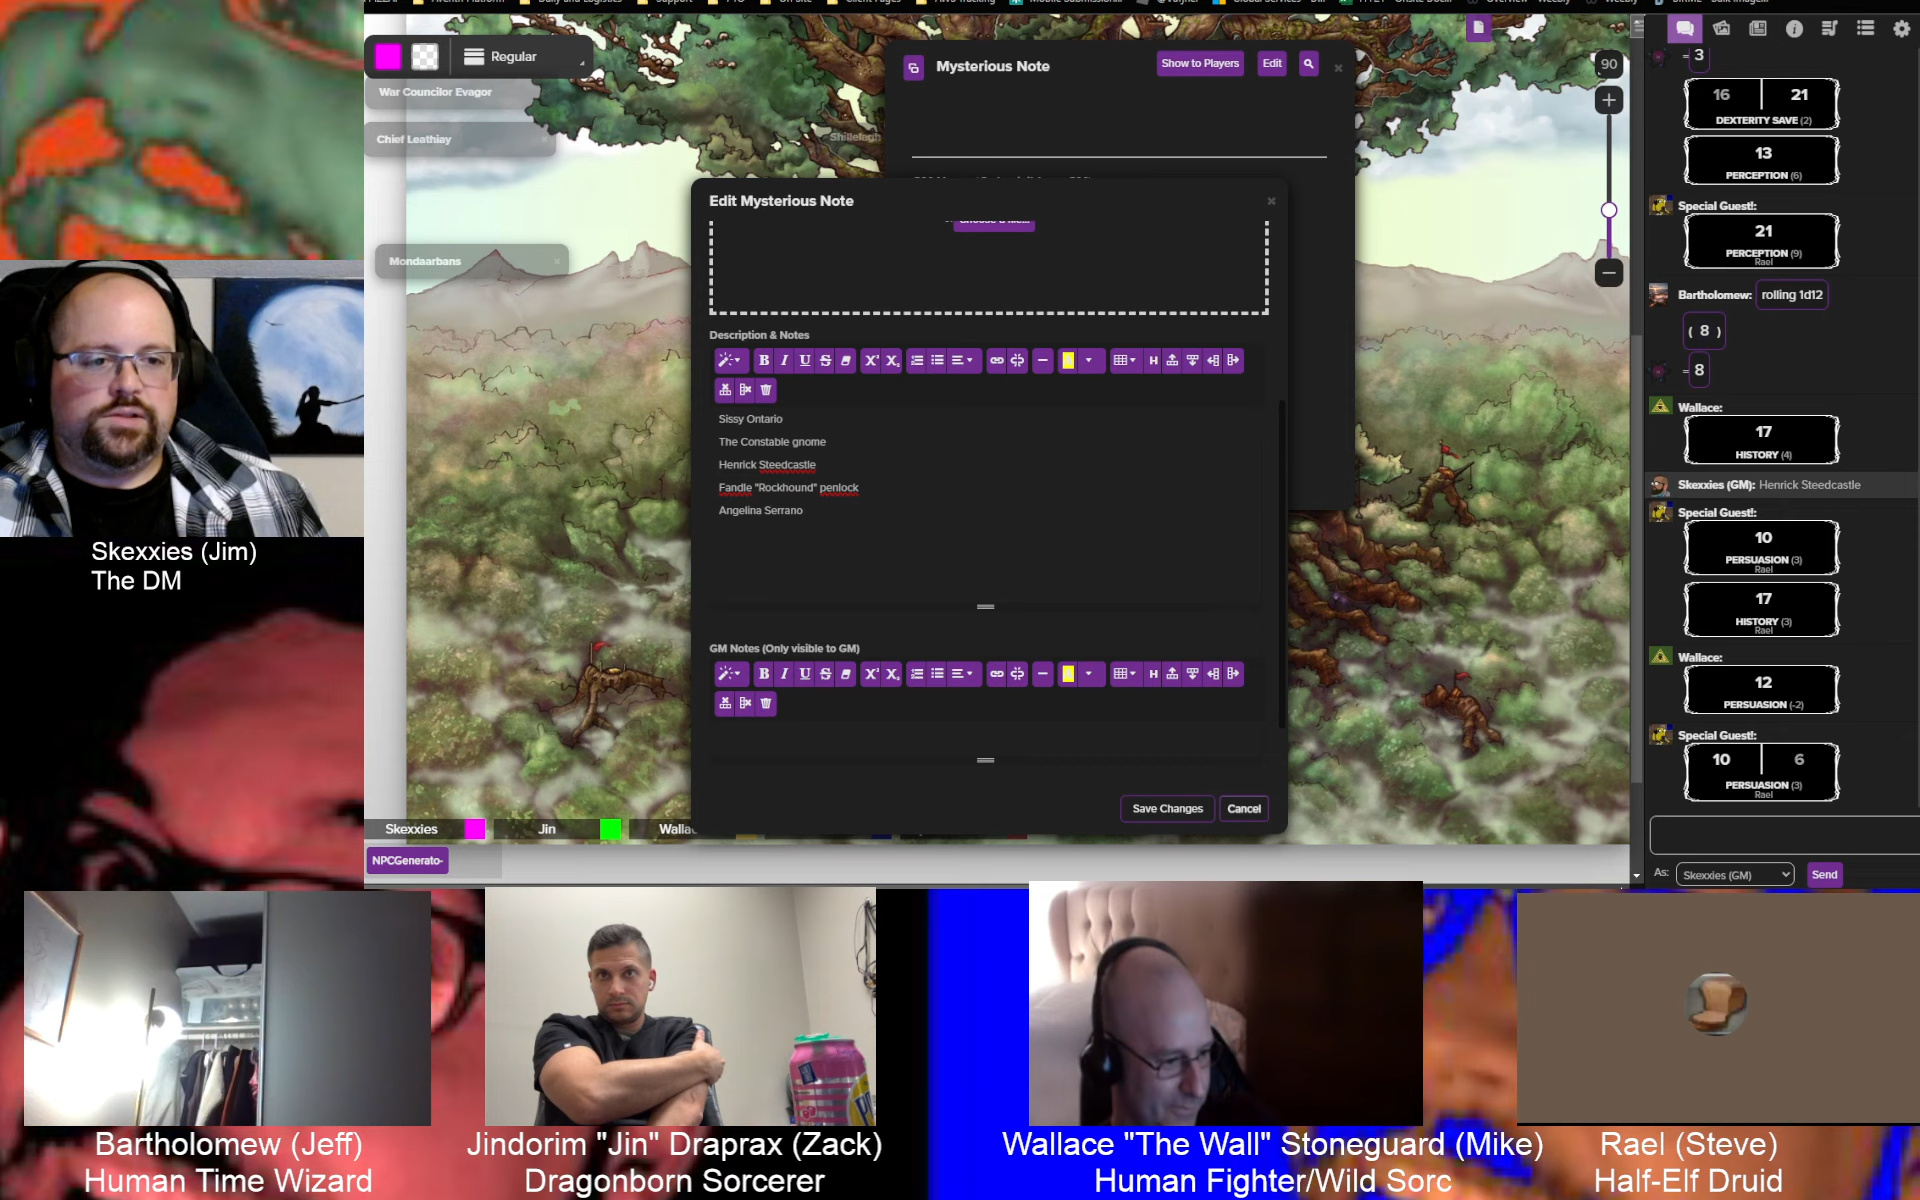 Regular
War Councilor Evagor
Chief Leathlay
Mondaarbans
Shillelagh
Mysterious Note
Show to Players
Edit
Edit Mysterious Note
Description & Notes
Sissy Ontario
The Constable gnome
Henrick Steedcastle
Fandle "Rockhound" penlock
Angelina Serrano
GM Notes (Only visible to GM)
Save Changes
Cancel
90
= 3
16 21
DEXTERITY SAVE (2)
13
PERCEPTION (6)
Special Guest!:
21
PERCEPTION (9)
Rael
Bartholomew: rolling 1d12
( 8 )
= 8
Wallace:
17
HISTORY (4)
Skexxies (GM): Henrick Steedcastle
Special Guest!:
10
PERSUASION (3)
Rael
17
HISTORY (3)
Rael
Wallace:
12
PERSUASION (-2)
Special Guest!:
10 6
PERSUASION (3)
Rael
As: Skexxies (GM) Send
Skexxies
Jin
NPCGenerato-
Skexxies (Jim)
The DM
Bartholomew (Jeff)
Human Time Wizard
Jindorim "Jin" Draprax (Zack)
Dragonborn Sorcerer
Wallace "The Wall" Stoneguard (Mike)
Human Fighter/Wild Sorc
Rael (Steve)
Half-Elf Druid